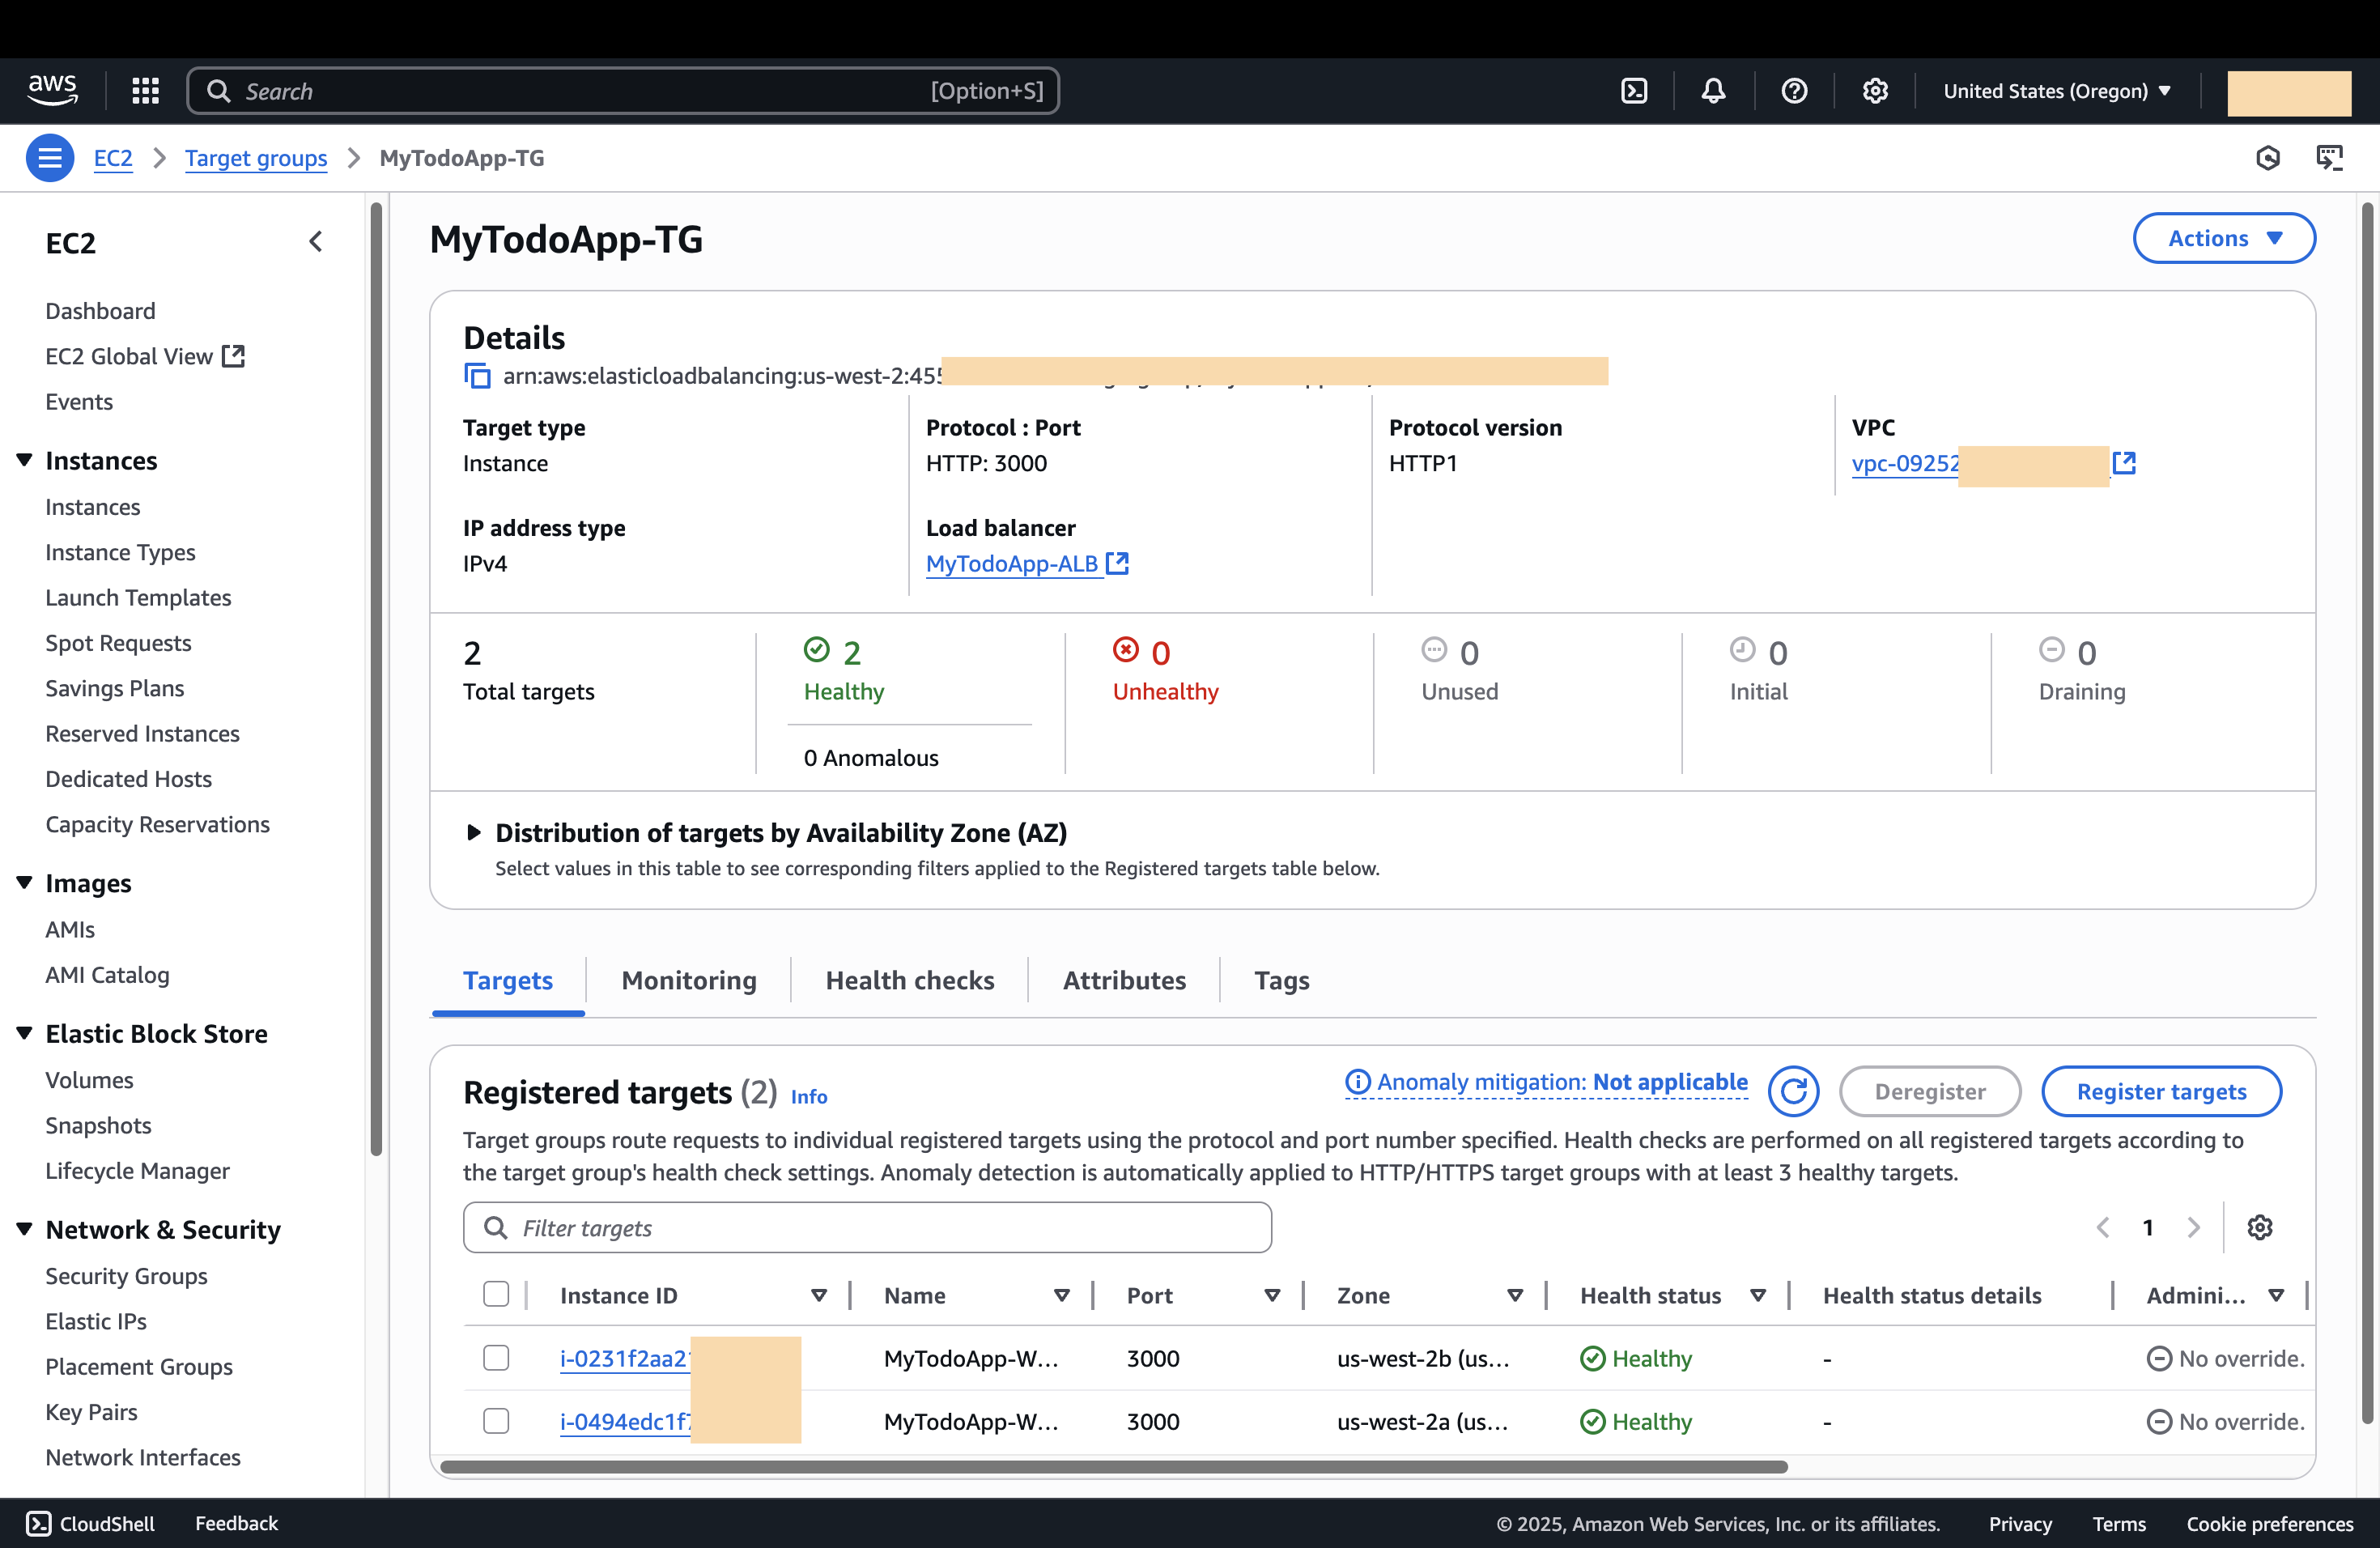 aws
Search [Option+S]
United States (Oregon)
EC2 > Target groups > MyTodoApp-TG
EC2
Dashboard
EC2 Global View
Events
Instances
Instances
Instance Types
Launch Templates
Spot Requests
Savings Plans
Reserved Instances
Dedicated Hosts
Capacity Reservations
Images
AMIs
AMI Catalog
Elastic Block Store
Volumes
Snapshots
Lifecycle Manager
Network & Security
Security Groups
Elastic IPs
Placement Groups
Key Pairs
Network Interfaces
MyTodoApp-TG
Actions
Details
arn:aws:elasticloadbalancing:us-west-2:455
Target type
Instance
Protocol : Port
HTTP: 3000
Protocol version
HTTP1
VPC
vpc-09252
IP address type
IPv4
Load balancer
MyTodoApp-ALB
2
Total targets
2
Healthy
0 Anomalous
0
Unhealthy
0
Unused
0
Initial
0
Draining
Distribution of targets by Availability Zone (AZ)
Select values in this table to see corresponding filters applied to the Registered targets table below.
Targets Monitoring Health checks Attributes Tags
Registered targets (2) Info
Anomaly mitigation: Not applicable
Deregister
Register targets
Target groups route requests to individual registered targets using the protocol and port number specified. Health checks are performed on all registered targets according to
the target group's health check settings. Anomaly detection is automatically applied to HTTP/HTTPS target groups with at least 3 healthy targets.
Filter targets
1
Instance ID Name Port Zone Health status Health status details Admini...
i-0231f2aa2 MyTodoApp-W... 3000 us-west-2b (us... Healthy - No override.
i-0494edc1f MyTodoApp-W... 3000 us-west-2a (us... Healthy - No override.
CloudShell Feedback © 2025, Amazon Web Services, Inc. or its affiliates. Privacy Terms Cookie preferences